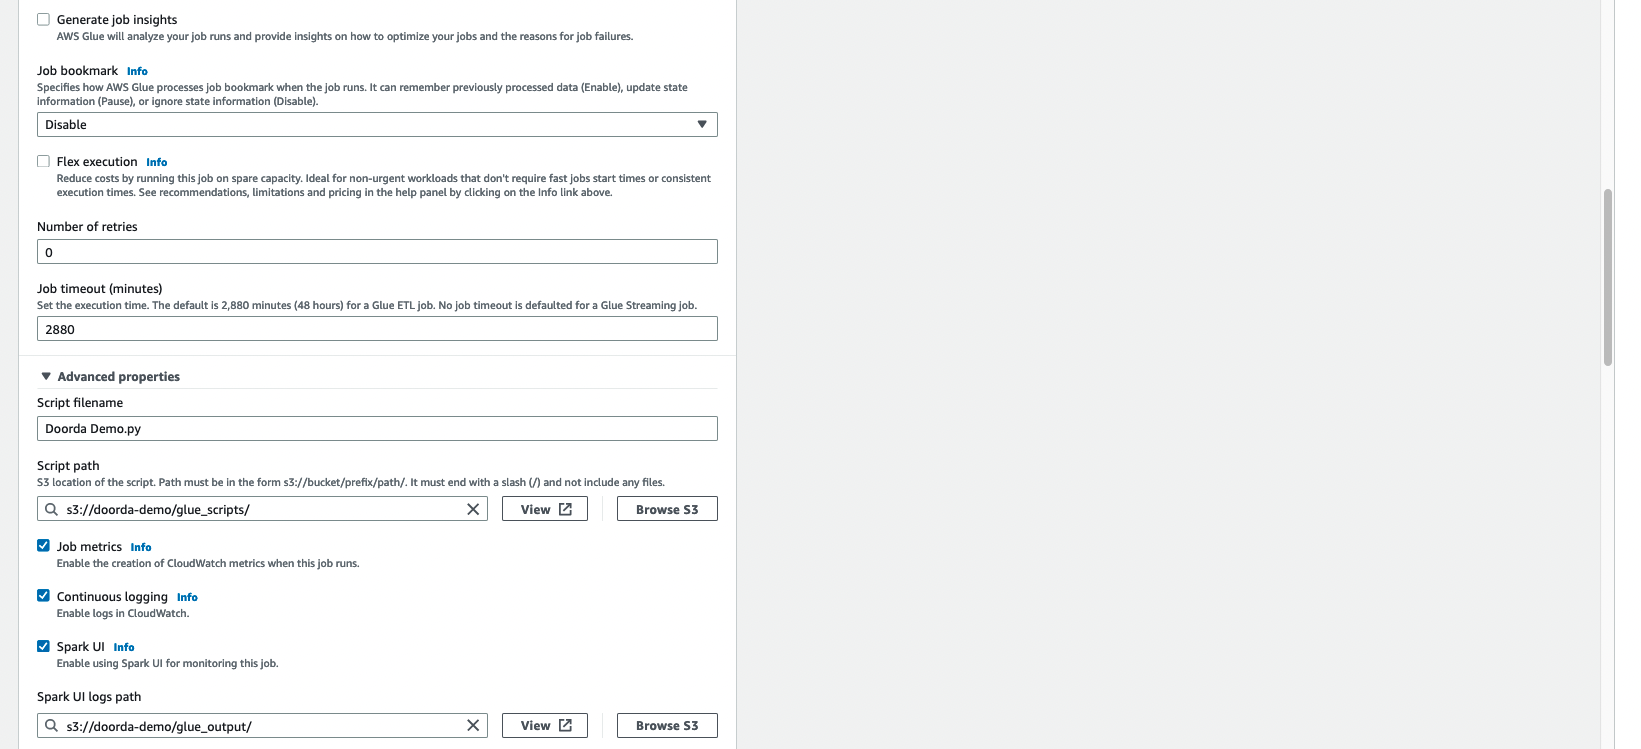 Generate job insights
AWS Glue will analyze your job runs and provide insights on how to optimize your jobs and the reasons for job failures.
Job bookmark Info
Specifies how AWS Glue processes job bookmark when the job runs. It can remember previously processed data (Enable), update state
information (Pause), or ignore state information (Disable).
Disable
Flex execution Info
Reduce costs by running this job on spare capacity. Ideal for non-urgent workloads that don't require fast jobs start times or consistent
execution times. See recommendations, limitations and pricing in the help panel by clicking on the Info link above.
Number of retries
0
Job timeout (minutes)
Set the execution time. The default is 2,880 minutes (48 hours) for a Glue ETL job. No job timeout is defaulted for a Glue Streaming job.
2880
Advanced properties
Script filename
Doorda Demo.py
Script path
S3 location of the script. Path must be in the form s3://bucket/prefix/path/. It must end with a slash (/) and not include any files.
s3://doorda-demo/glue_scripts/ View Browse S3
Job metrics Info
Enable the creation of CloudWatch metrics when this job runs.
Continuous logging Info
Enable logs in CloudWatch.
Spark UI Info
Enable using Spark UI for monitoring this job.
Spark UI logs path
s3://doorda-demo/glue_output/ View Browse S3